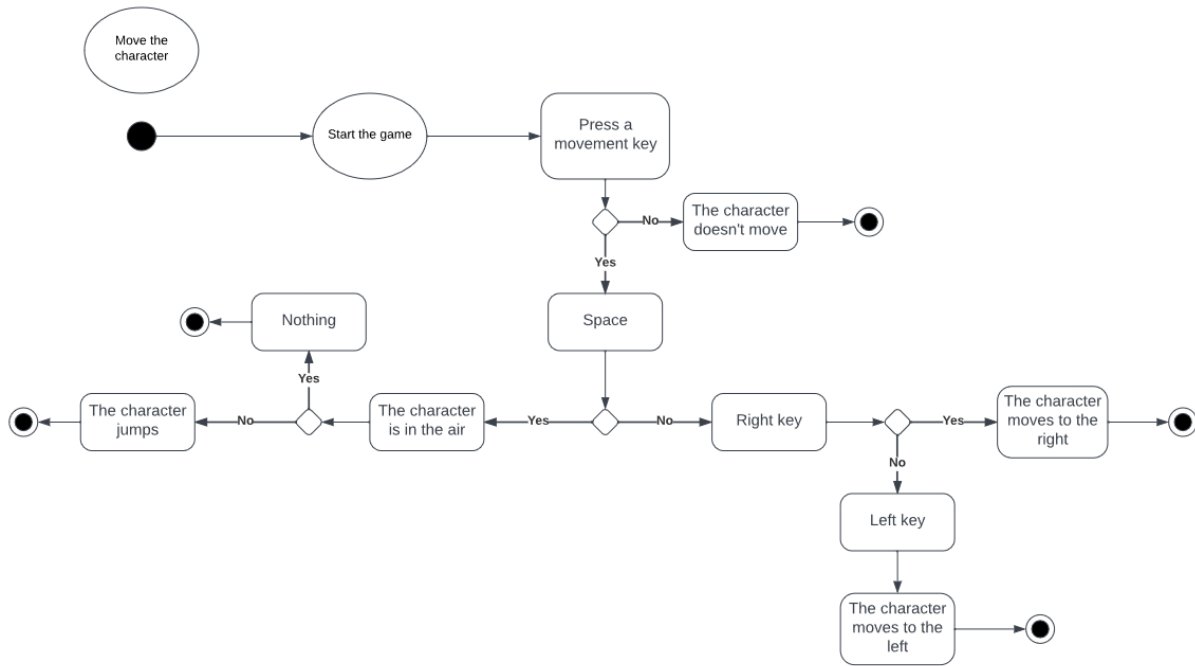 Move the
character
Start the game
Press a
movement key
No
The character
doesn't move
Yes
Space
Nothing
Yes
The character
jumps
No
The character
is in the air
Yes
No
Right key
Yes
The character
moves to the
right
No
Left key
The character
moves to the
left